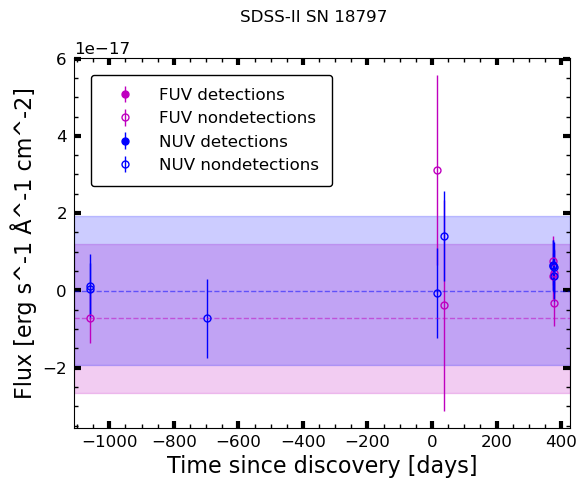 SDSS-II SN 18797
1e−17
6
4
2
0
−2
FUV detections
FUV nondetections
NUV detections
NUV nondetections
Flux [erg s^-1 Å^-1 cm^-2]
−1000 −800 −600 −400 −200 0 200 400
Time since discovery [days]